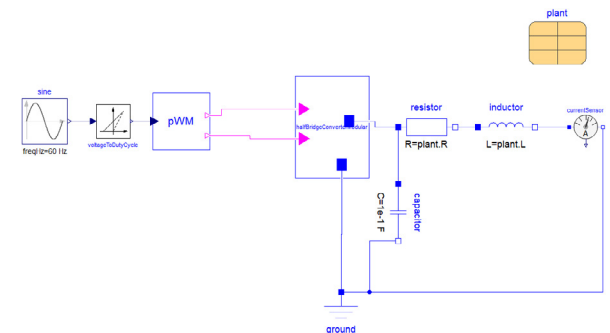 plant
sine
freqHz=60 Hz
voltageToDutyCycle
pWM
halfBridgeConverterModular
resistor
R=plant.R
inductor
L=plant.L
currentSensor
A
capacitor
C=1e-1 F
ground